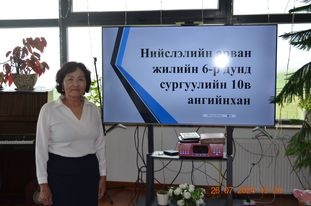 Нийслэлийн арван
жилийн 6-р дунд
сургуулийн 10в
ангийнхан